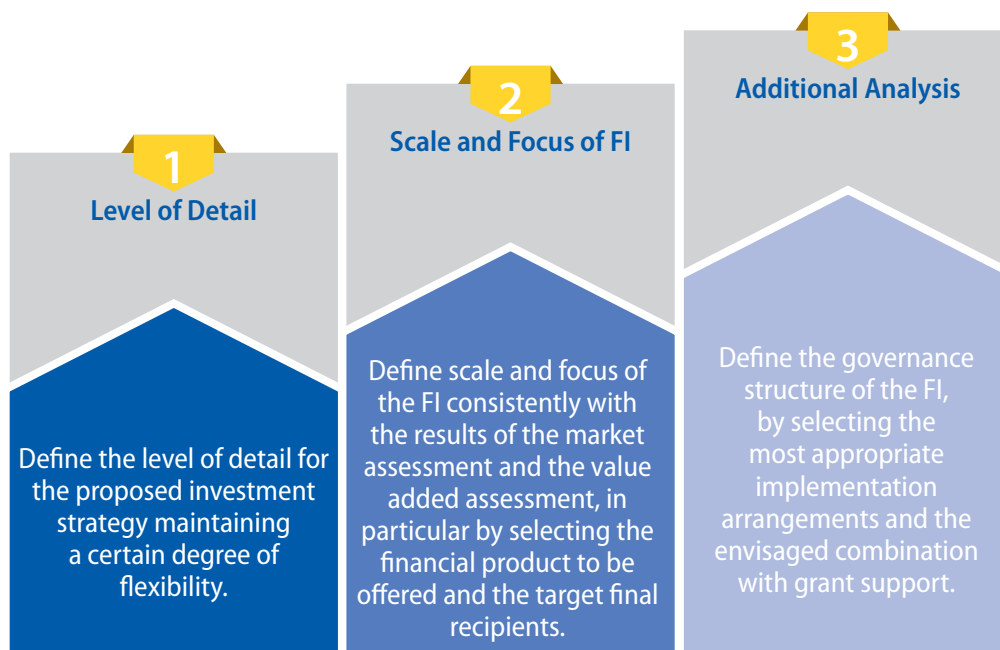 1
Level of Detail
Define the level of detail for
the proposed investment
strategy maintaining
a certain degree of
flexibility.
2
Scale and Focus of FI
Define scale and focus of
the FI consistently with
the results of the market
assessment and the value
added assessment, in
particular by selecting the
financial product to be
offered and the target final
recipients.
3
Additional Analysis
Define the governance
structure of the FI,
by selecting the
most appropriate
implementation
arrangements and the
envisaged combination
with grant support.